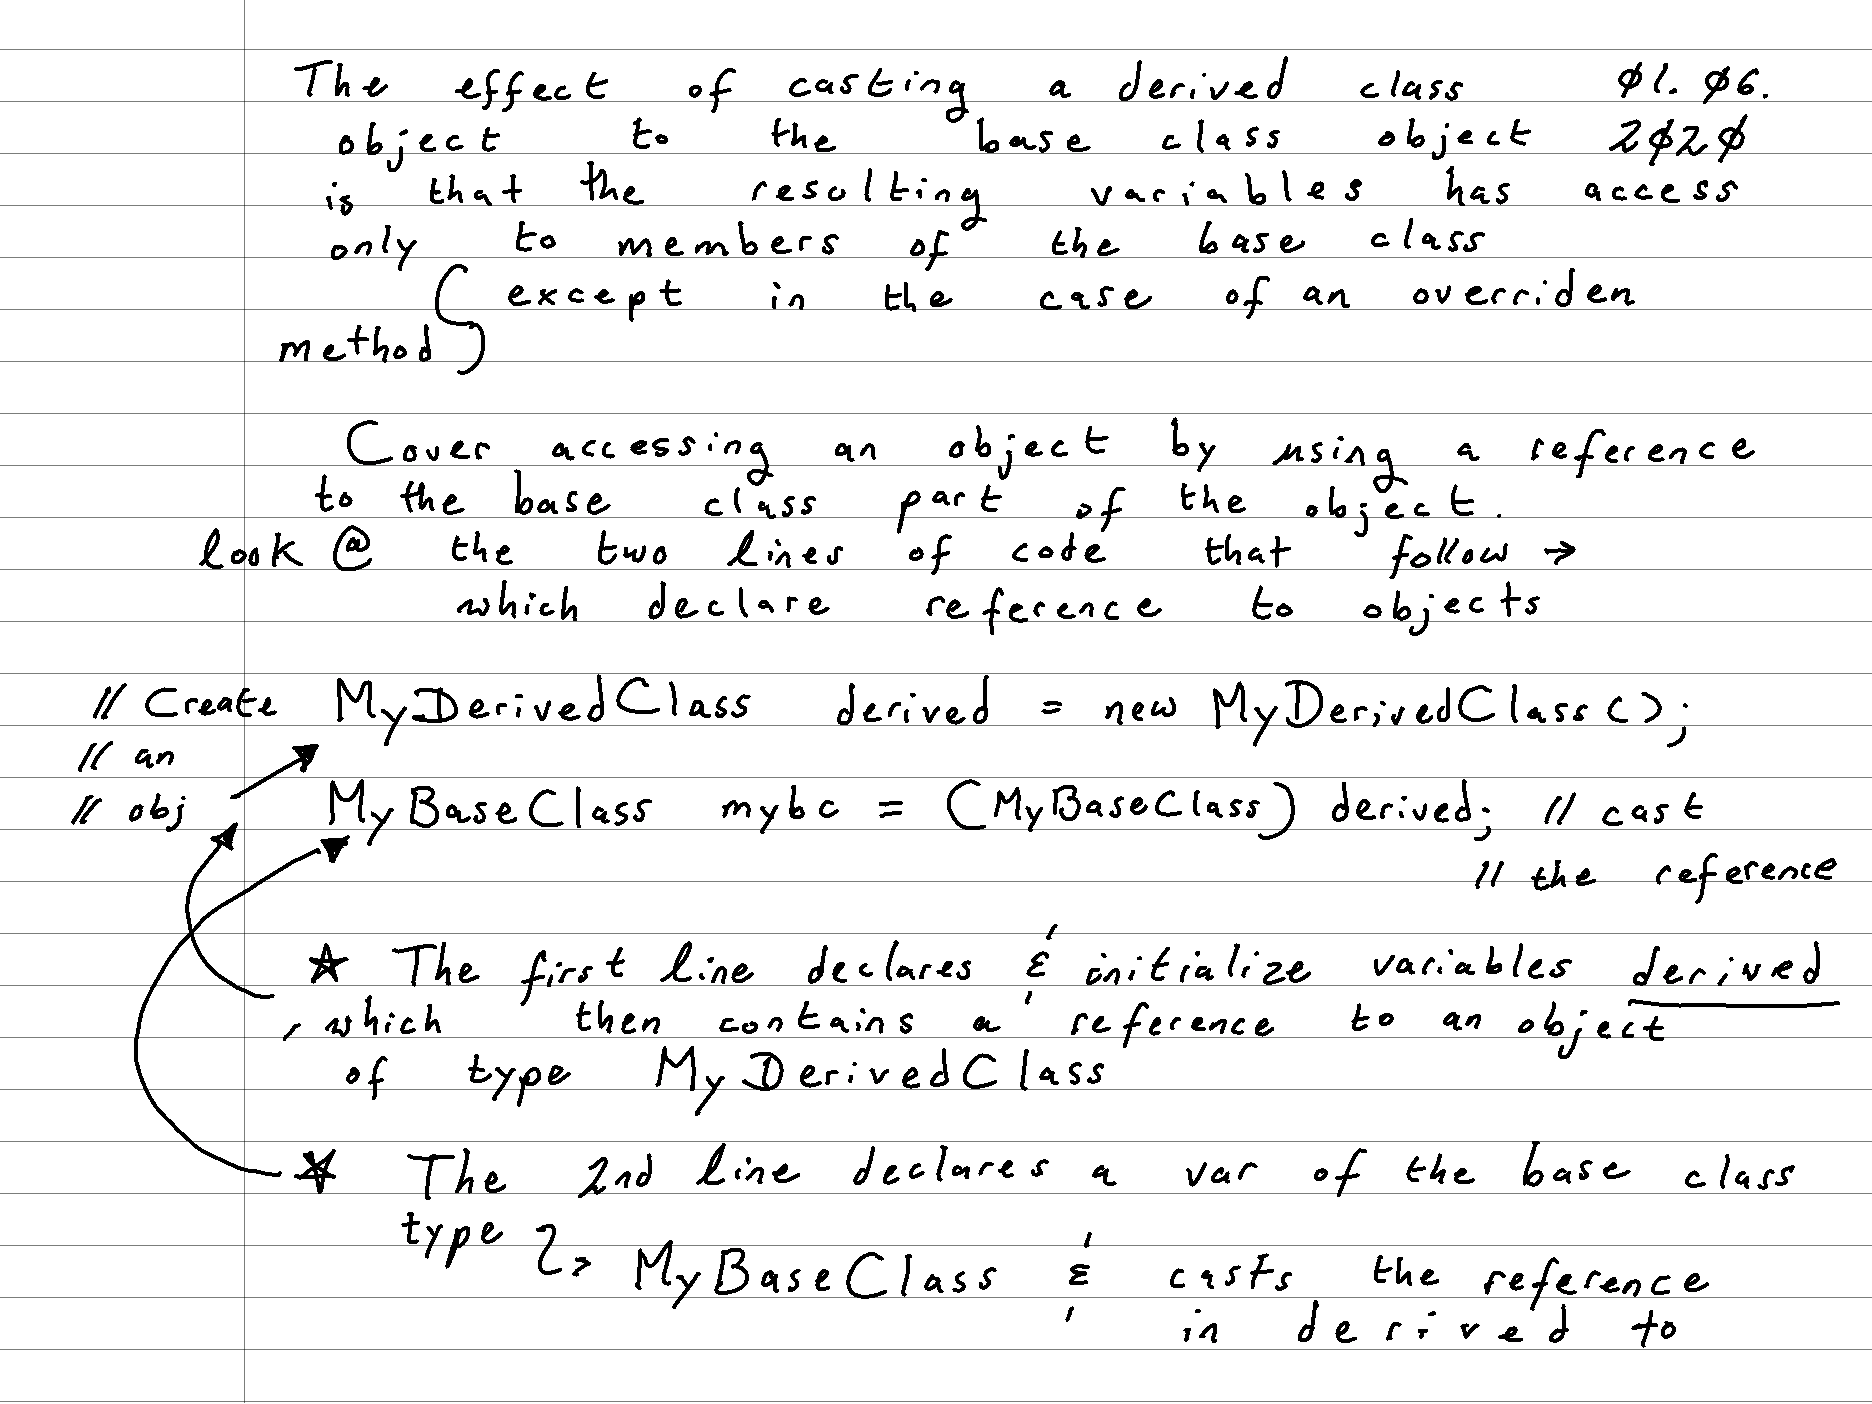 The effect of casting a derived class 01.06.
object to the base class object 2020
is that the resulting variables has access
only to members of the base class
(except in the case of an overriden
method)
Cover accessing an object by using a reference
to the base class part of the object.
look @ the two lines of code that follow →
which declare reference to objects
// Create MyDerivedClass derived = new MyDerivedClass();
// an
// obj MyBaseClass mybc = (MyBaseClass) derived; // cast
// the reference
☆ The first line declares & initialize variables derived
, which then contains a reference to an object
of type MyDerivedClass
☆ The 2nd line declares a var of the base class
type
MyBaseClass & casts the reference
in derived to